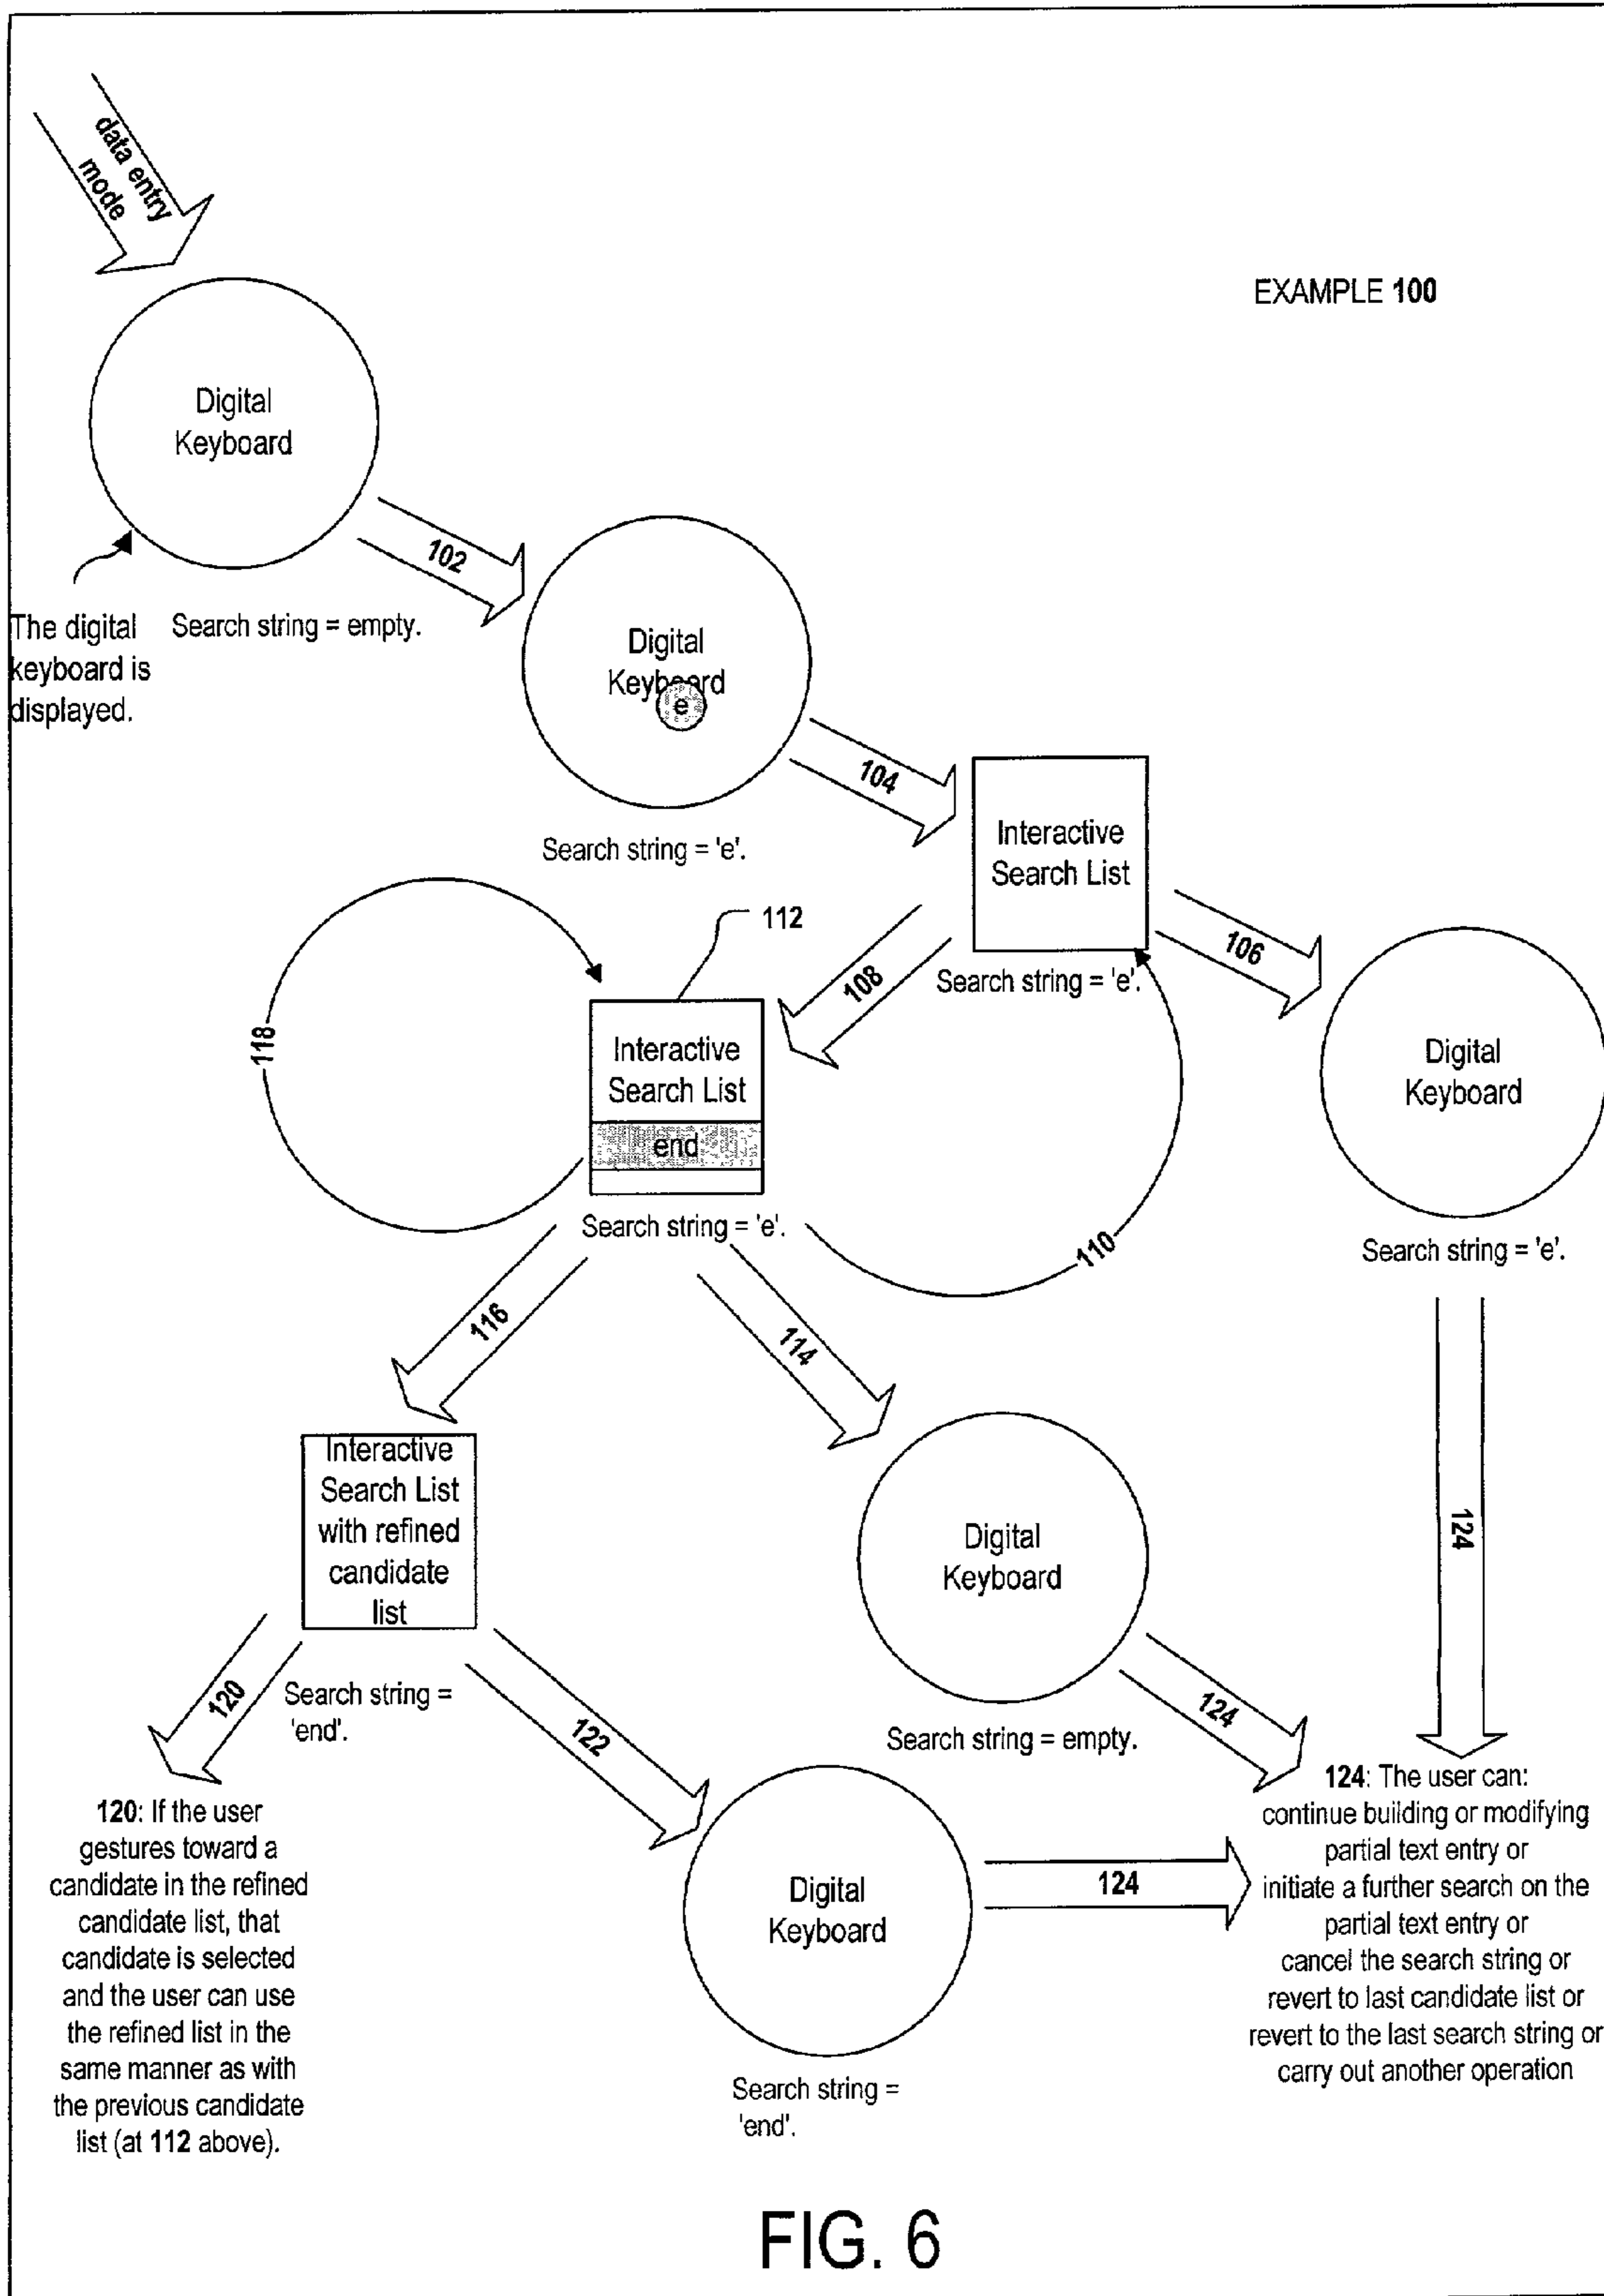 data entry
mode
EXAMPLE 100
Digital
Keyboard
102
The digital
keyboard is
displayed.
Search string = empty.
Digital
Keyboard
e
104
Search string = 'e'.
Interactive
Search List
106
Search string = 'e'.
108
112
118
Interactive
Search List
end
Search string = 'e'.
110
Digital
Keyboard
Search string = 'e'.
116
114
124
Interactive
Search List
with refined
candidate
list
Digital
Keyboard
120
Search string =
'end'.
122
Search string = empty.
124
120: If the user
gestures toward a
candidate in the refined
candidate list, that
candidate is selected
and the user can use
the refined list in the
same manner as with
the previous candidate
list (at 112 above).
Digital
Keyboard
124
Search string =
'end'.
124: The user can:
continue building or modifying
partial text entry or
initiate a further search on the
partial text entry or
cancel the search string or
revert to last candidate list or
revert to the last search string or
carry out another operation
FIG. 6